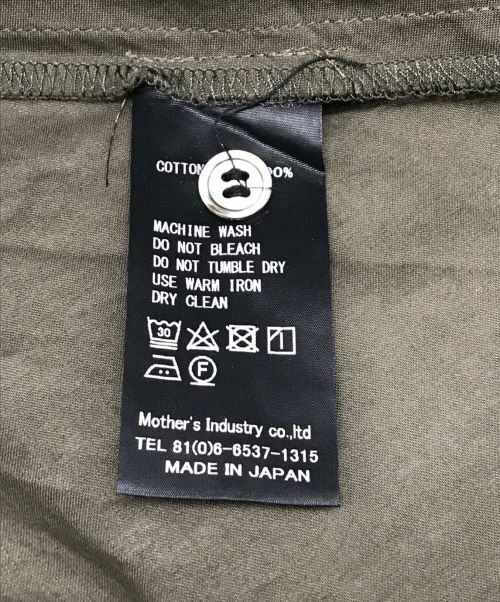 COTTON
MACHINE WASH
DO NOT BLEACH
DO NOT TUMBLE DRY
USE WARM IRON
DRY CLEAN
30
F
Mother's Industry co.,ltd
TEL 81(0)6-6537-1315
MADE IN JAPAN